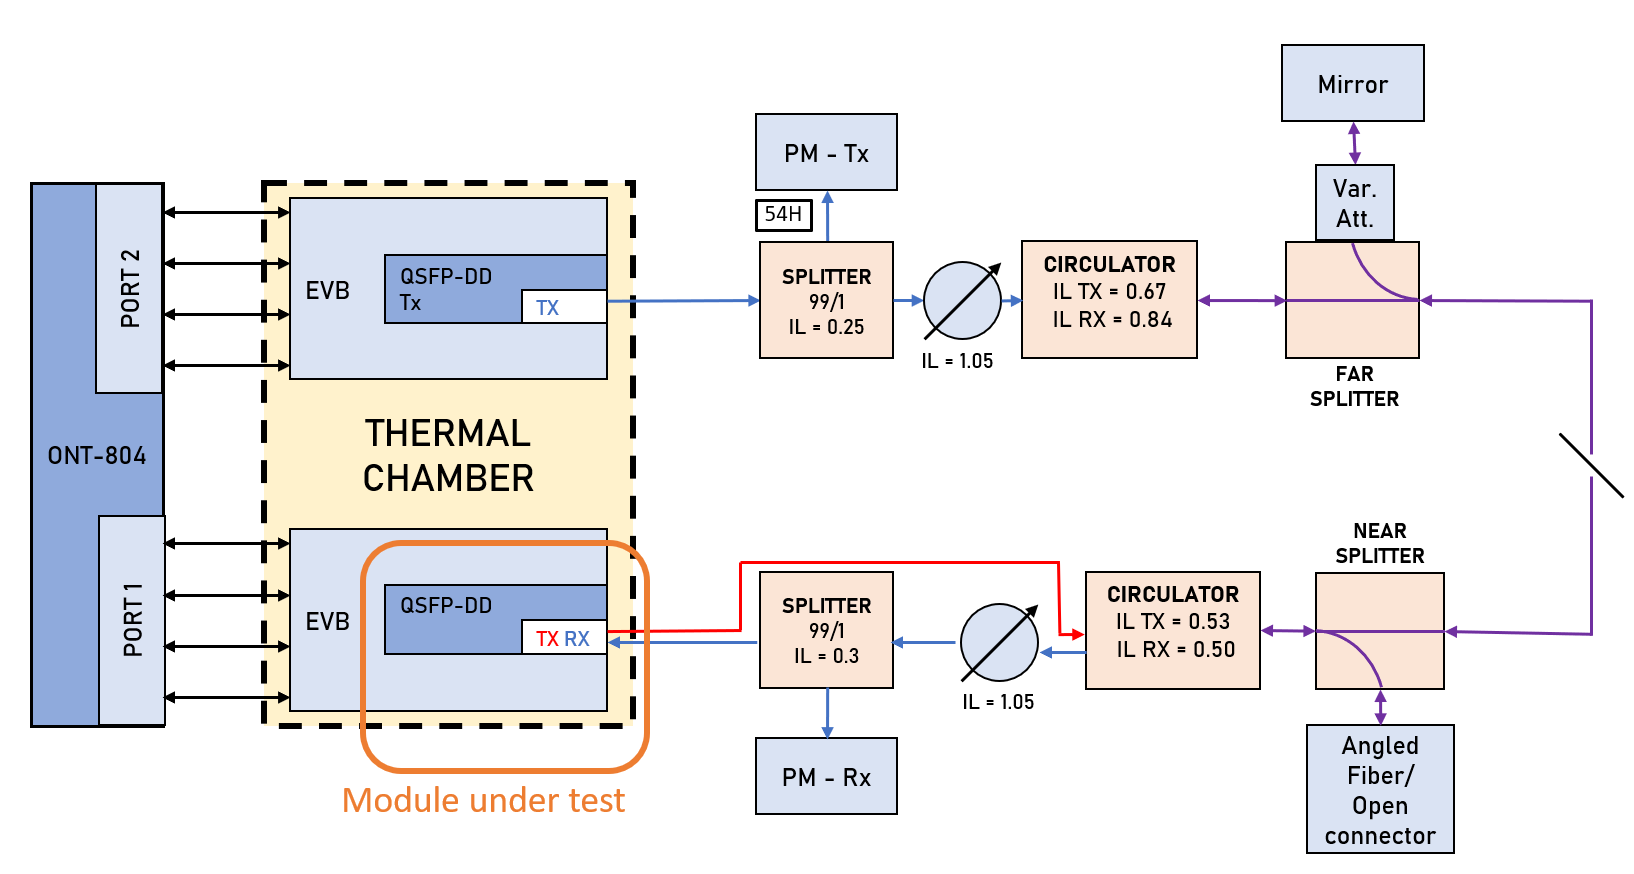 Mirror
PM - Tx
Var.
Att.
54H
PORT 2
EVB
QSFP-DD
Tx
TX
SPLITTER
99/1
IL = 0.25
IL = 1.05
CIRCULATOR
IL TX = 0.67
IL RX = 0.84
FAR
SPLITTER
ONT-804
THERMAL
CHAMBER
NEAR
SPLITTER
PORT 1
EVB
QSFP-DD
TX RX
SPLITTER
99/1
IL = 0.3
IL = 1.05
CIRCULATOR
IL TX = 0.53
IL RX = 0.50
PM - Rx
Angled
Fiber/
Open
connector
Module under test